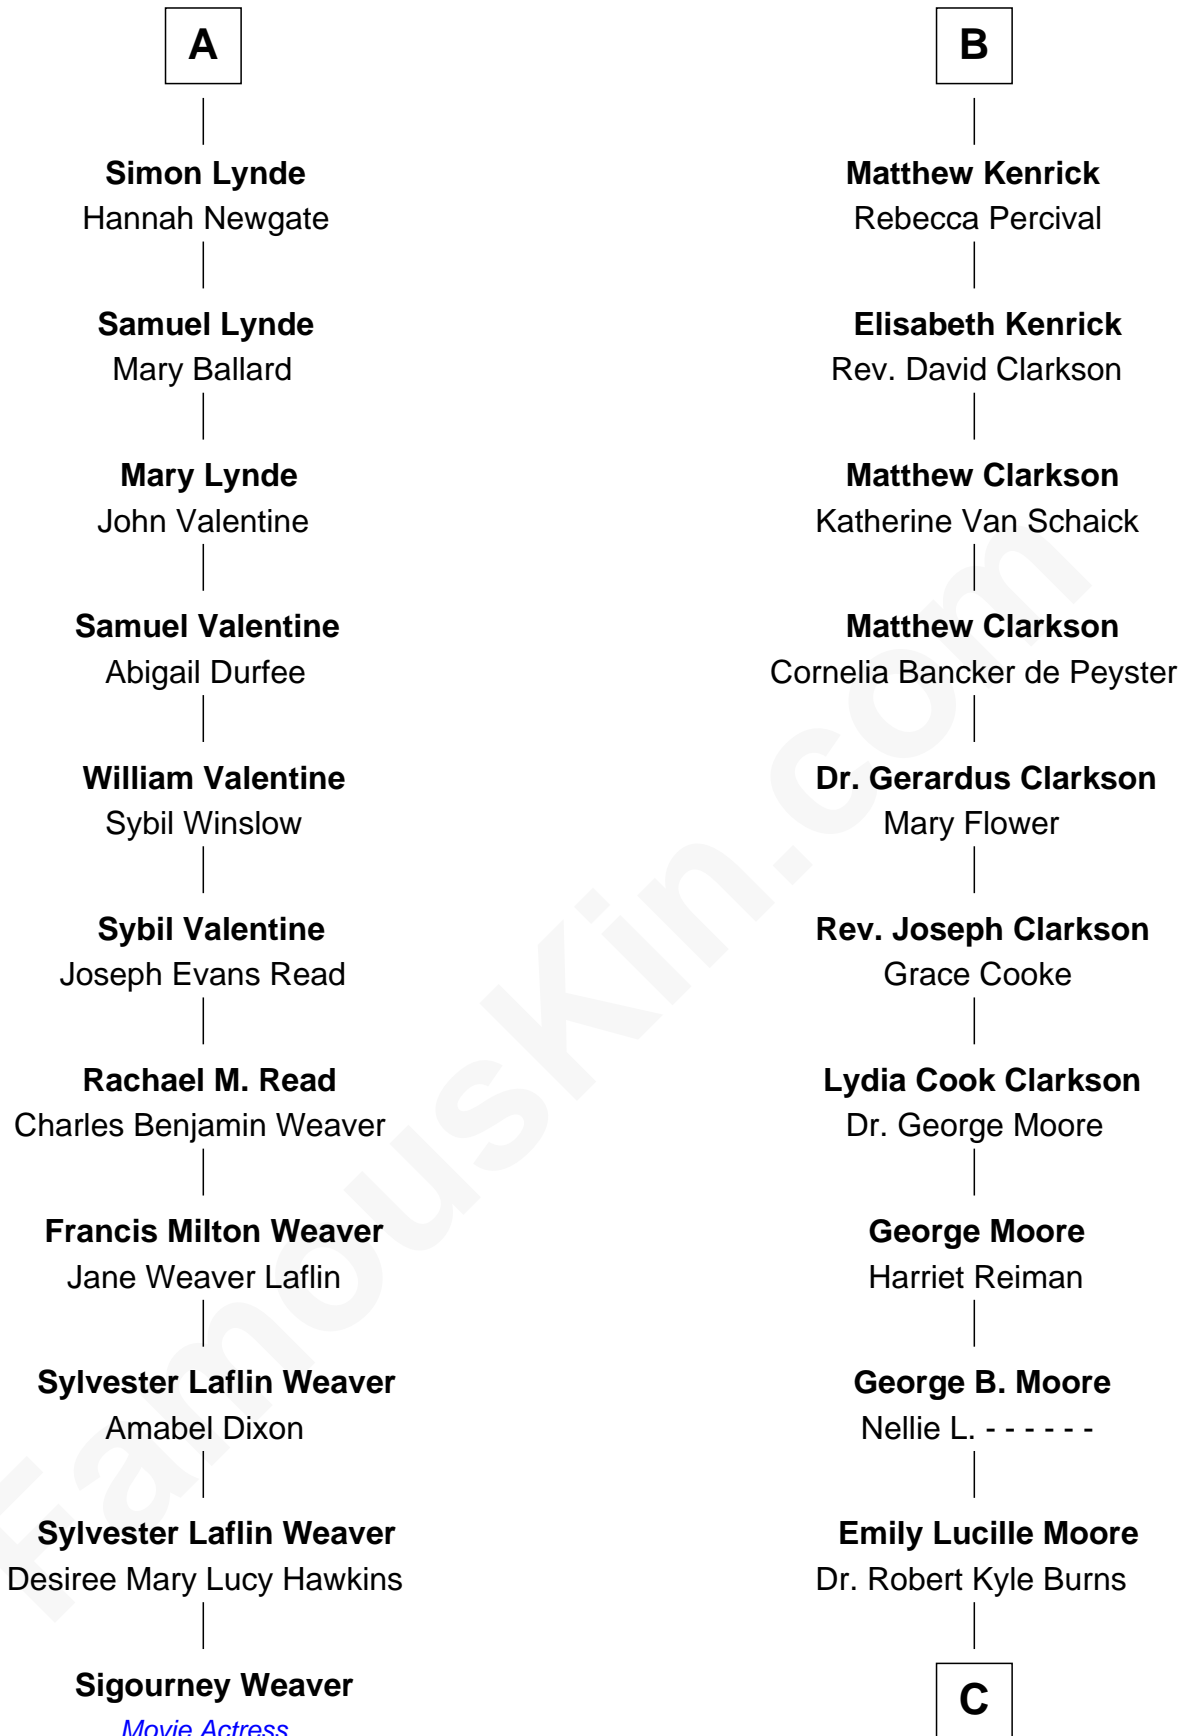 A
Simon Lynde
Hannah Newgate
Samuel Lynde
Mary Ballard
Mary Lynde
John Valentine
Samuel Valentine
Abigail Durfee
William Valentine
Sybil Winslow
Sybil Valentine
Joseph Evans Read
Rachael M. Read
Charles Benjamin Weaver
Francis Milton Weaver
Jane Weaver Laflin
Sylvester Laflin Weaver
Amabel Dixon
Sylvester Laflin Weaver
Desiree Mary Lucy Hawkins
Sigourney Weaver
Movie Actress
B
Matthew Kenrick
Rebecca Percival
Elisabeth Kenrick
Rev. David Clarkson
Matthew Clarkson
Katherine Van Schaick
Matthew Clarkson
Cornelia Bancker de Peyster
Dr. Gerardus Clarkson
Mary Flower
Rev. Joseph Clarkson
Grace Cooke
Lydia Cook Clarkson
Dr. George Moore
George Moore
Harriet Reiman
George B. Moore
Nellie L. - - - - - -
Emily Lucille Moore
Dr. Robert Kyle Burns
C
FamousKin.com